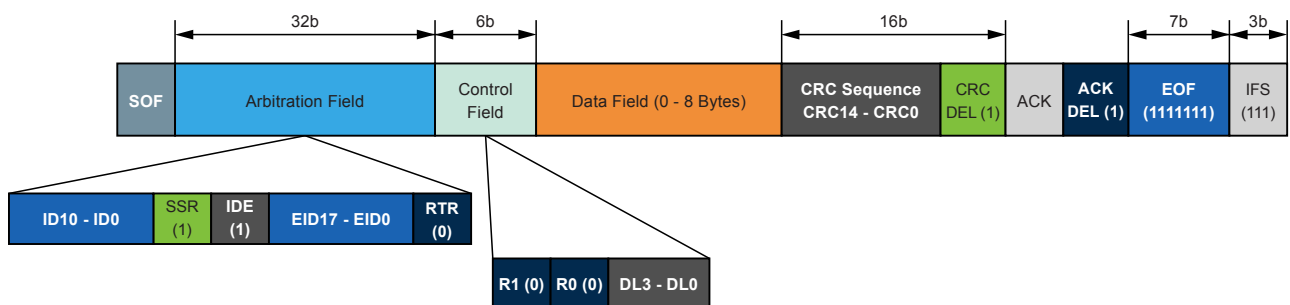 32b
6b
16b
7b
3b
SOF
Arbitration Field
Control
Field
Data Field (0 - 8 Bytes)
CRC Sequence
CRC14 - CRC0
CRC
DEL (1)
ACK
ACK
DEL (1)
EOF
(1111111)
IFS
(111)
ID10 - ID0
SSR
(1)
IDE
(1)
EID17 - EID0
RTR
(0)
R1 (0)
R0 (0)
DL3 - DL0